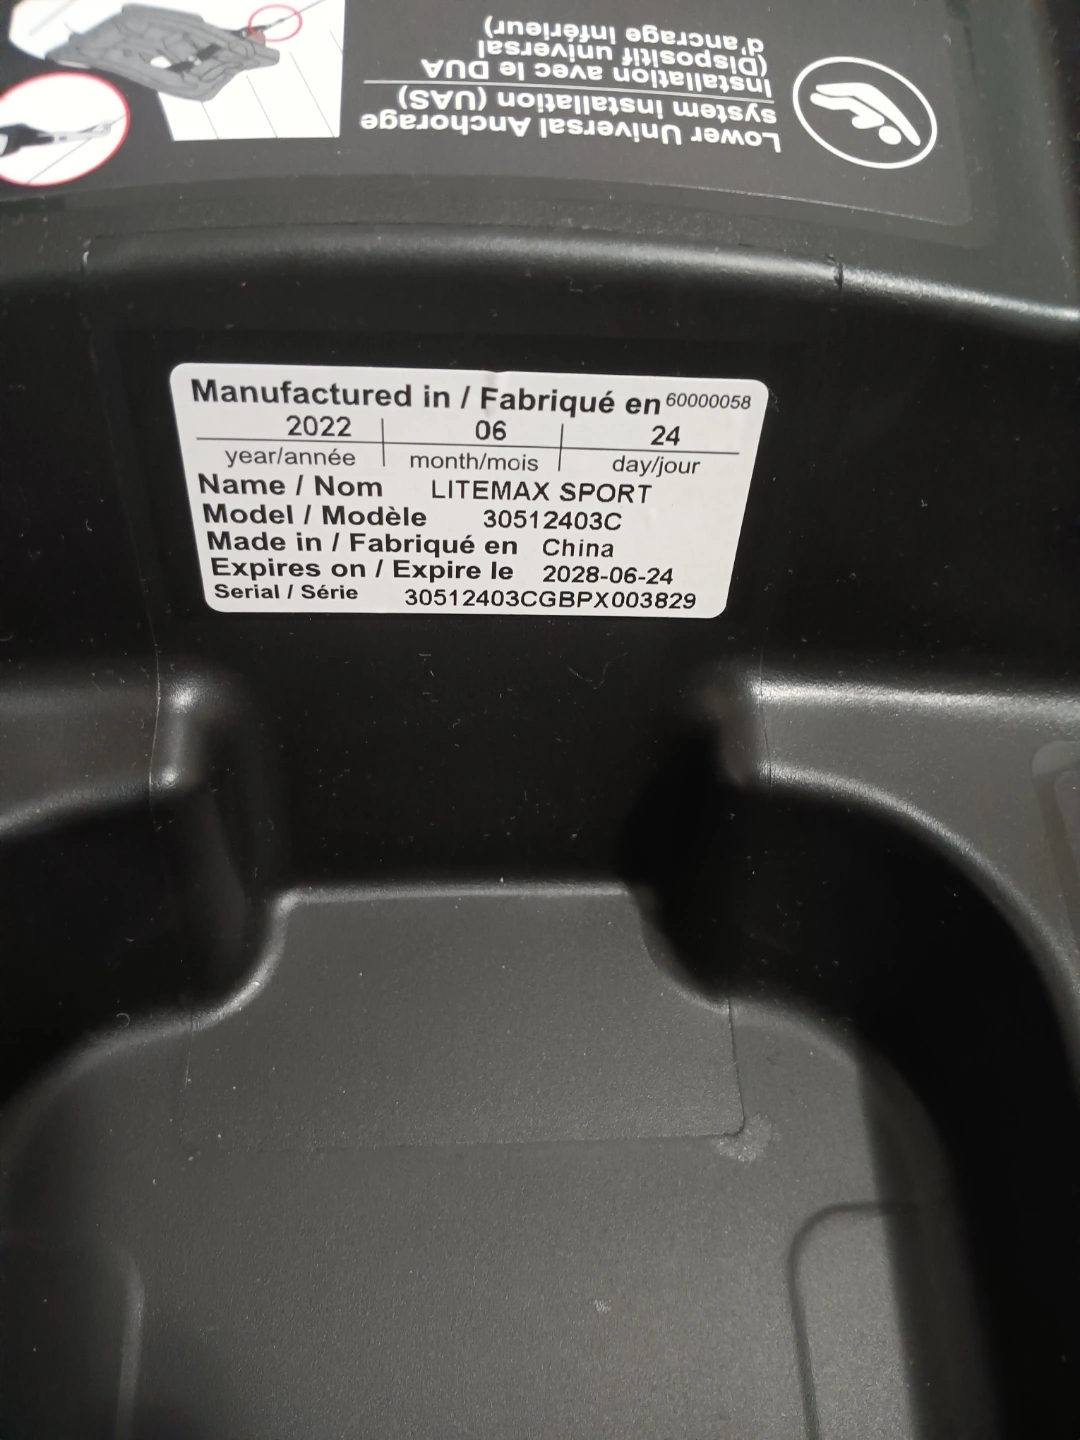 Lower Universal Anchorage
system installation (UAS)
Installation avec le DUA
(Dispositif universal
d'ancrage inférieur)
Manufactured in / Fabriqué en 60000058
2022 06 24
year/année month/mois day/jour
Name / Nom LITEMAX SPORT
Model / Modèle 30512403C
Made in / Fabriqué en China
Expires on / Expire le 2028-06-24
Serial / Série 30512403CGBPX003829